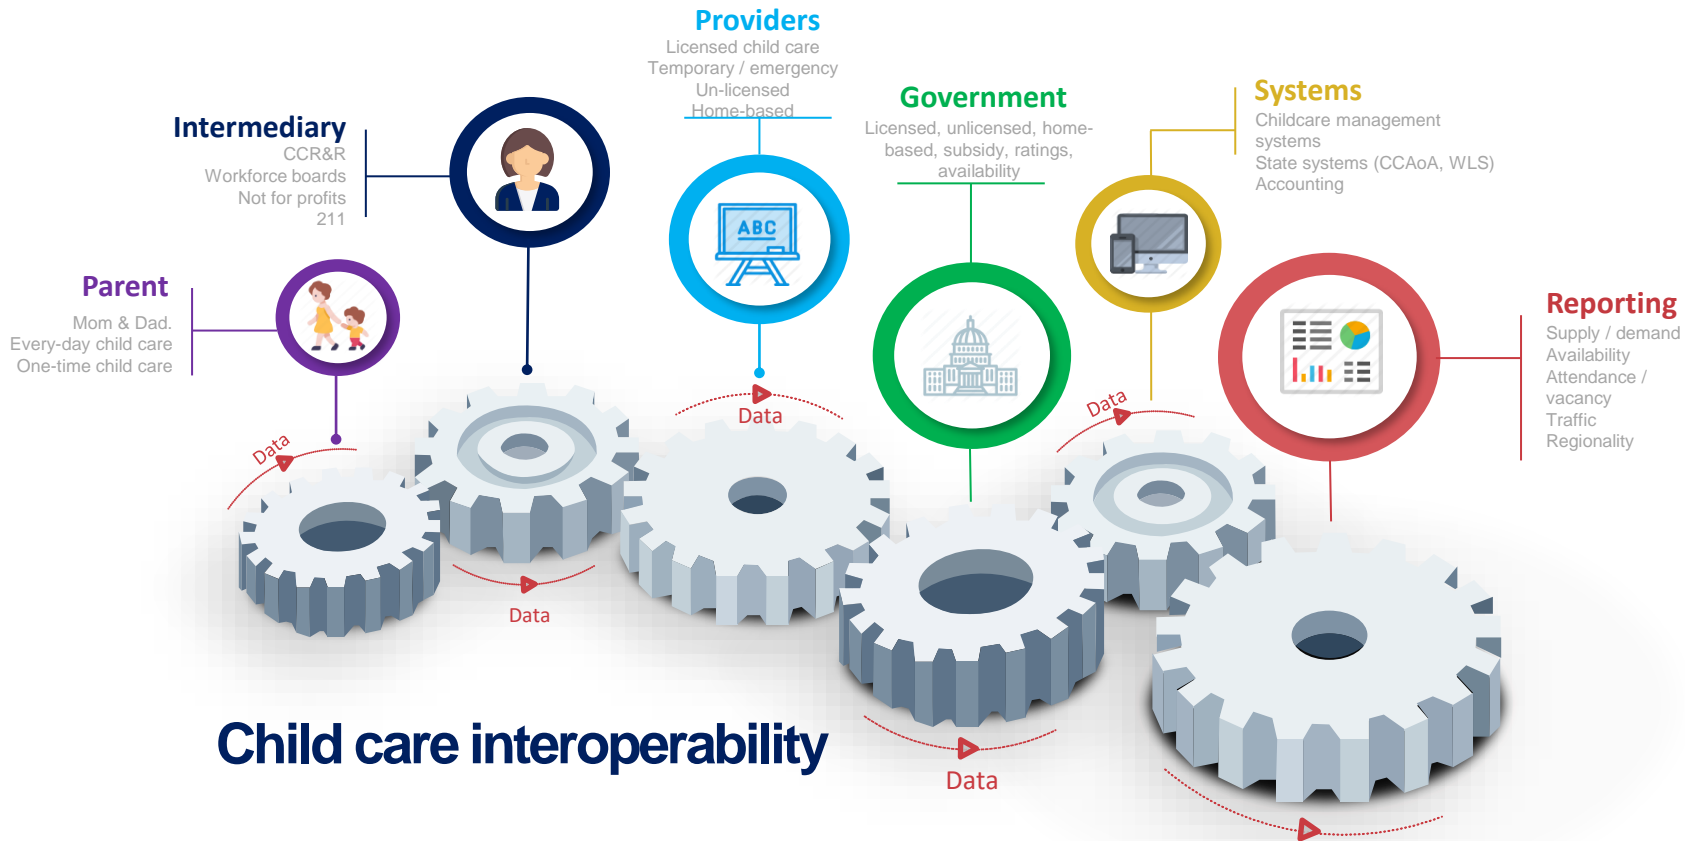 Providers
Licensed child care
Temporary / emergency
Un-licensed
Home-based
Intermediary
CCR&R
Workforce boards
Not for profits
211
Government
Licensed, unlicensed, home-
based, subsidy, ratings,
availability
Systems
Childcare management
systems
State systems (CCAoA, WLS)
Accounting
Parent
Mom & Dad.
Every-day child care
One-time child care
Reporting
Supply / demand
Availability
Attendance /
vacancy
Traffic
Regionality
ABC
Data
Data
Data
Data
Data
Child care interoperability